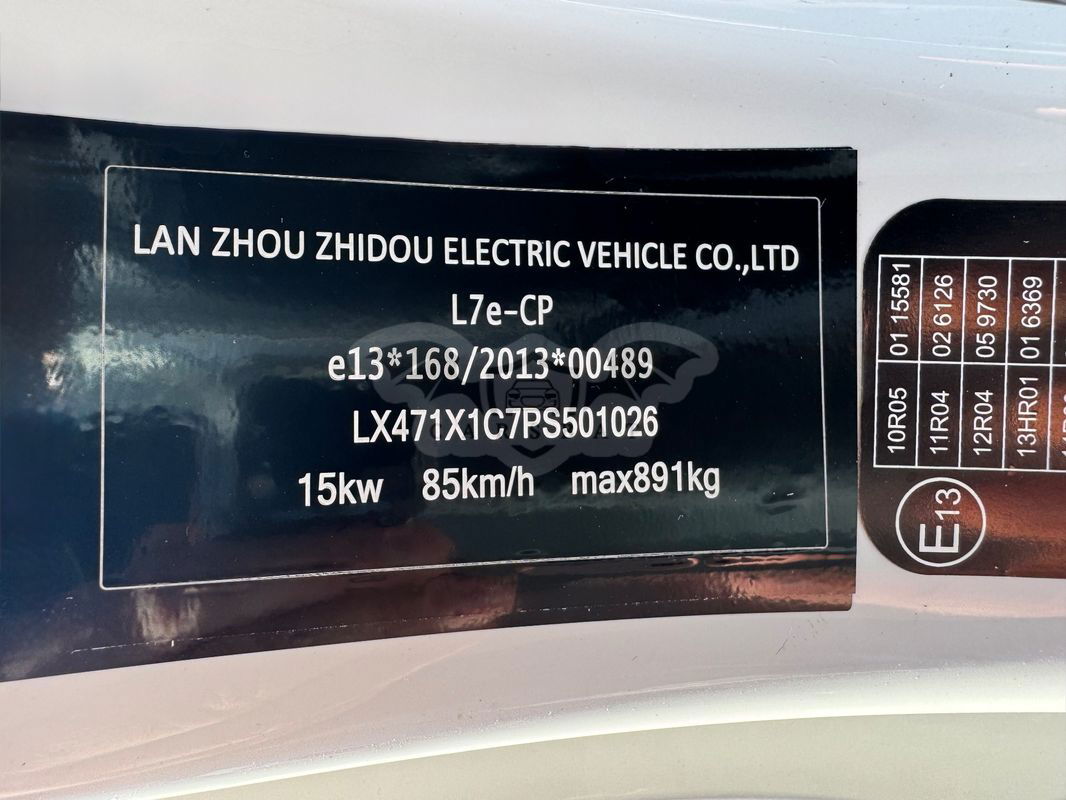 LAN ZHOU ZHIDOU ELECTRIC VEHICLE CO.,LTD
L7e-CP
e13*168/2013*00489
LX471X1C7PS501026
15kw 85km/h max891kg
10R05 01 15581
11R04 02 6126
12R04 05 9730
13HR01 01 6369
E13